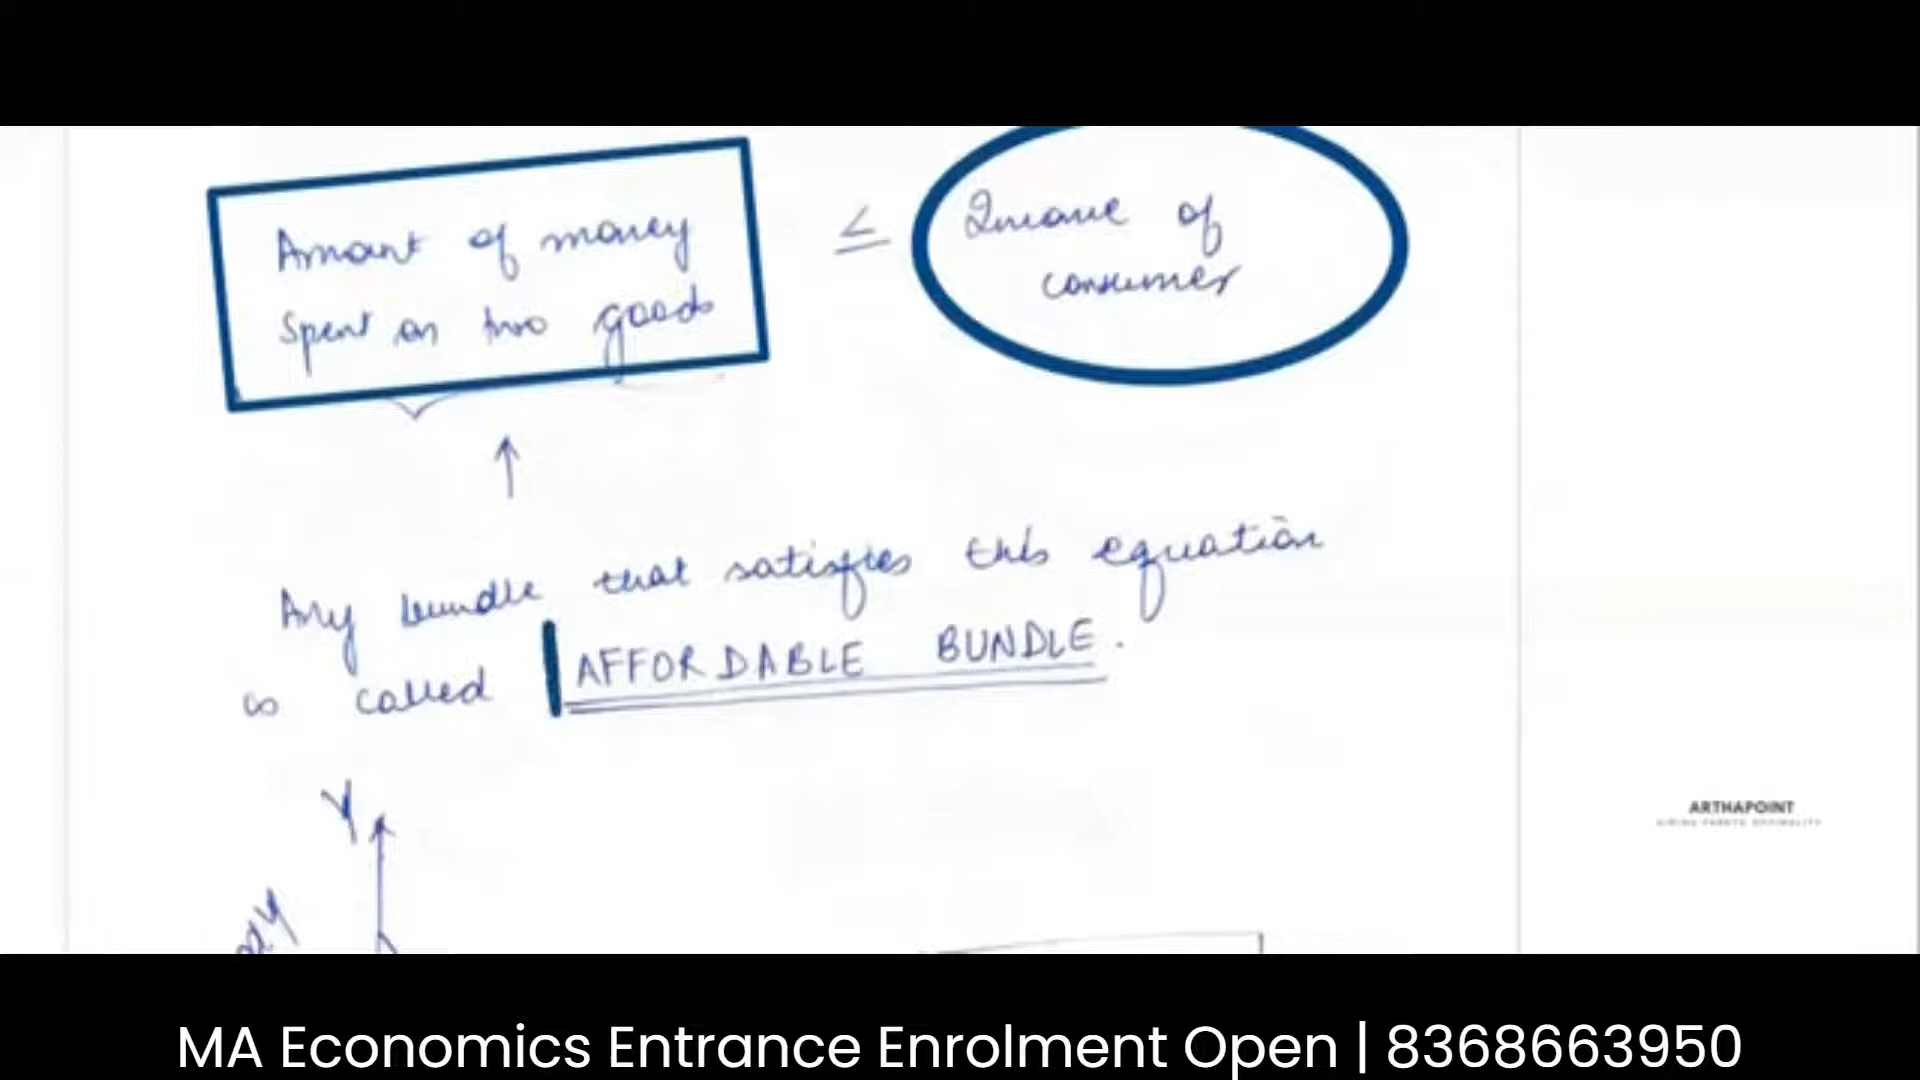 Amount of money
≤
Income of
consumer
spent on two goods
↑
Any bundle that satisfies this equation
is called AFFORDABLE BUNDLE.
Y
ARTHAPOINT
MA Economics Entrance Enrolment Open | 8368663950